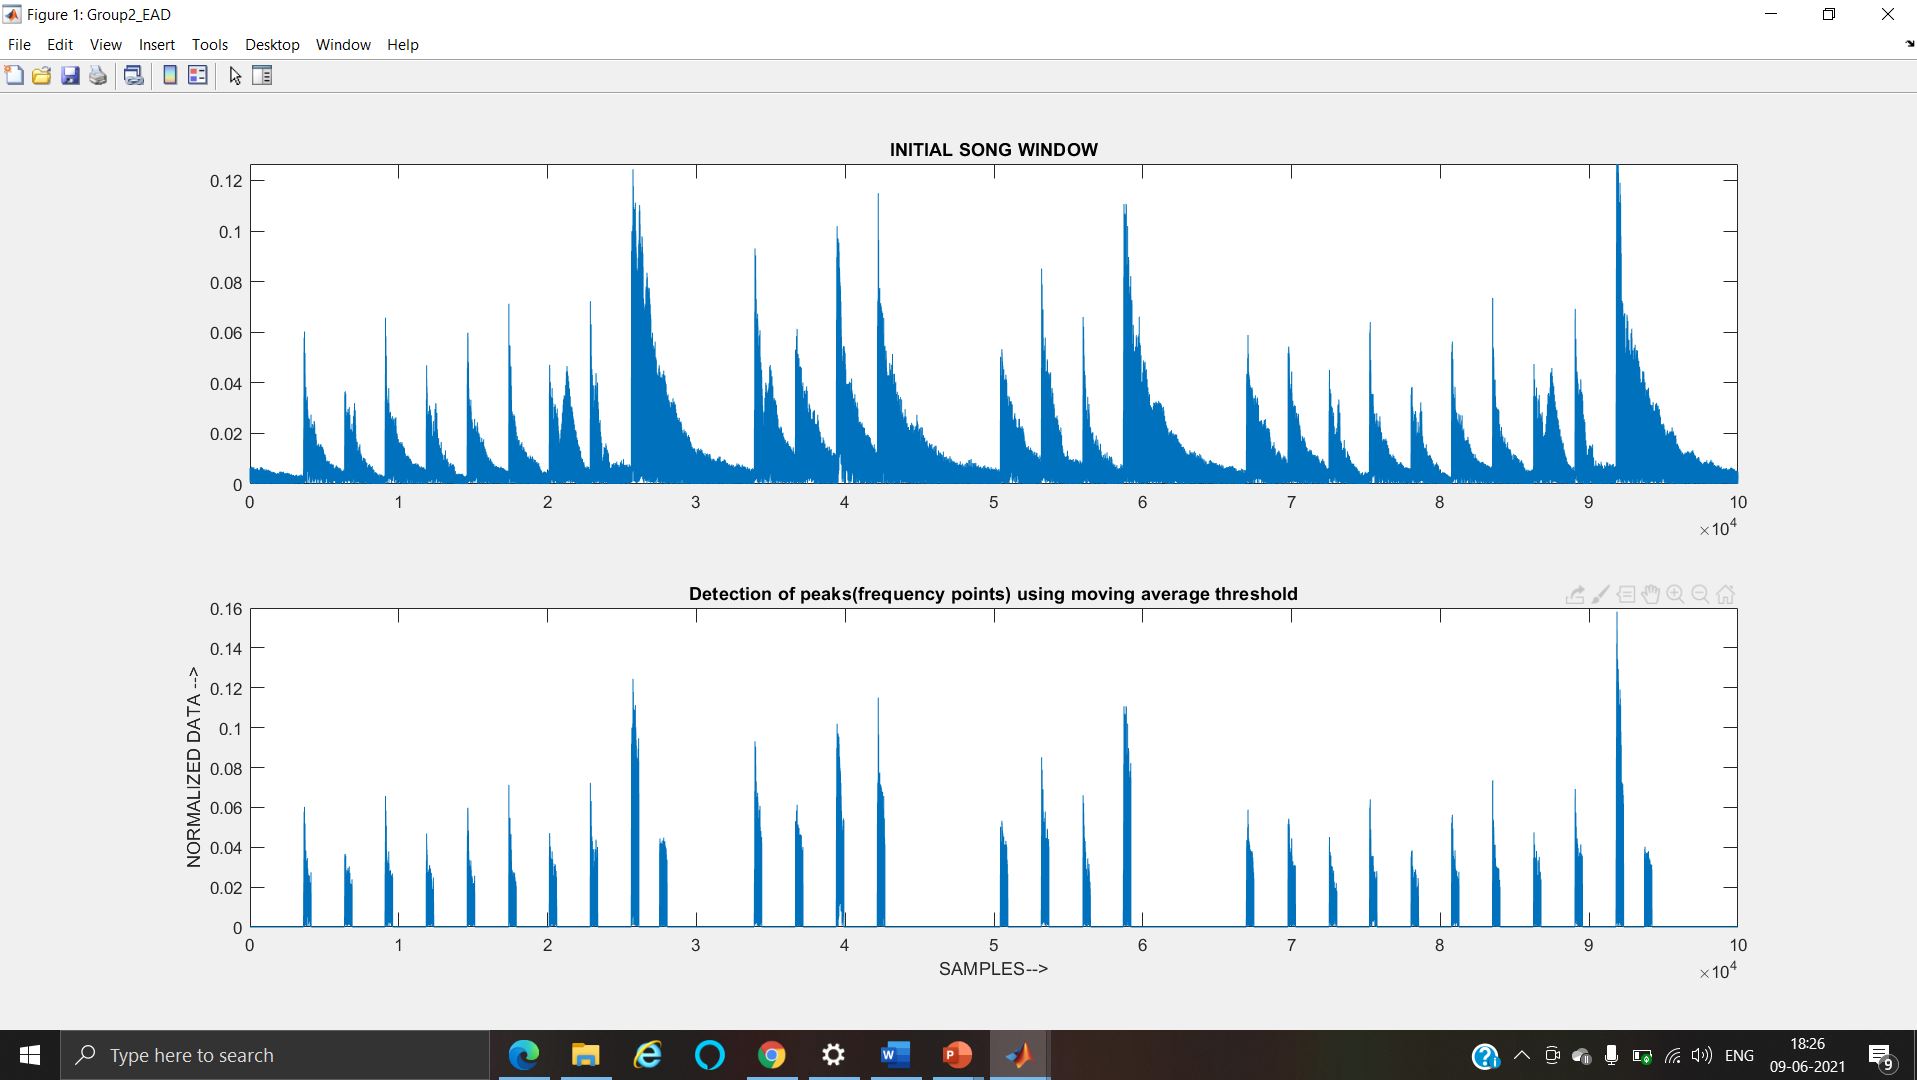 Figure 1: Group2_EAD
File Edit View Insert Tools Desktop Window Help
INITIAL SONG WINDOW
0.12
0.1
0.08
0.06
0.04
0.02
0
0 1 2 3 4 5 6 7 8 9 10
×10^4
Detection of peaks(frequency points) using moving average threshold
NORMALIZED DATA -->
0.16
0.14
0.12
0.1
0.08
0.06
0.04
0.02
0
0 1 2 3 4 5 6 7 8 9 10
SAMPLES-->
×10^4
Type here to search
ENG
18:26
09-06-2021
9